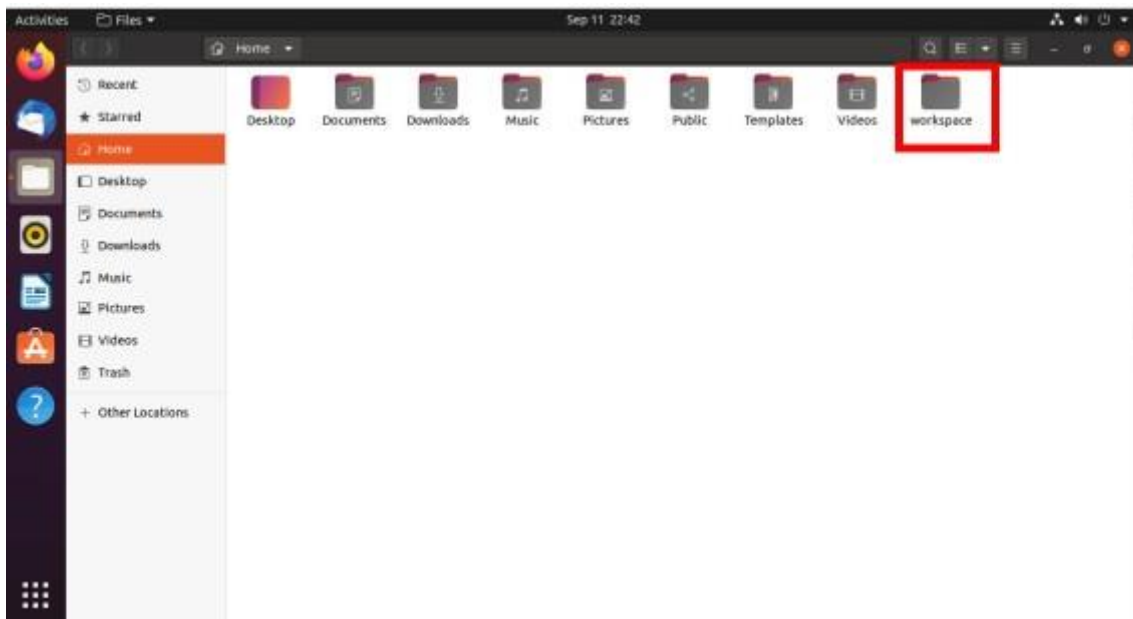 Activities Files Sep 11 22:42
Home
Recent
Starred
Home
Desktop
Documents
Downloads
Music
Pictures
Videos
Trash
+ Other Locations
Desktop Documents Downloads Music Pictures Public Templates Videos workspace